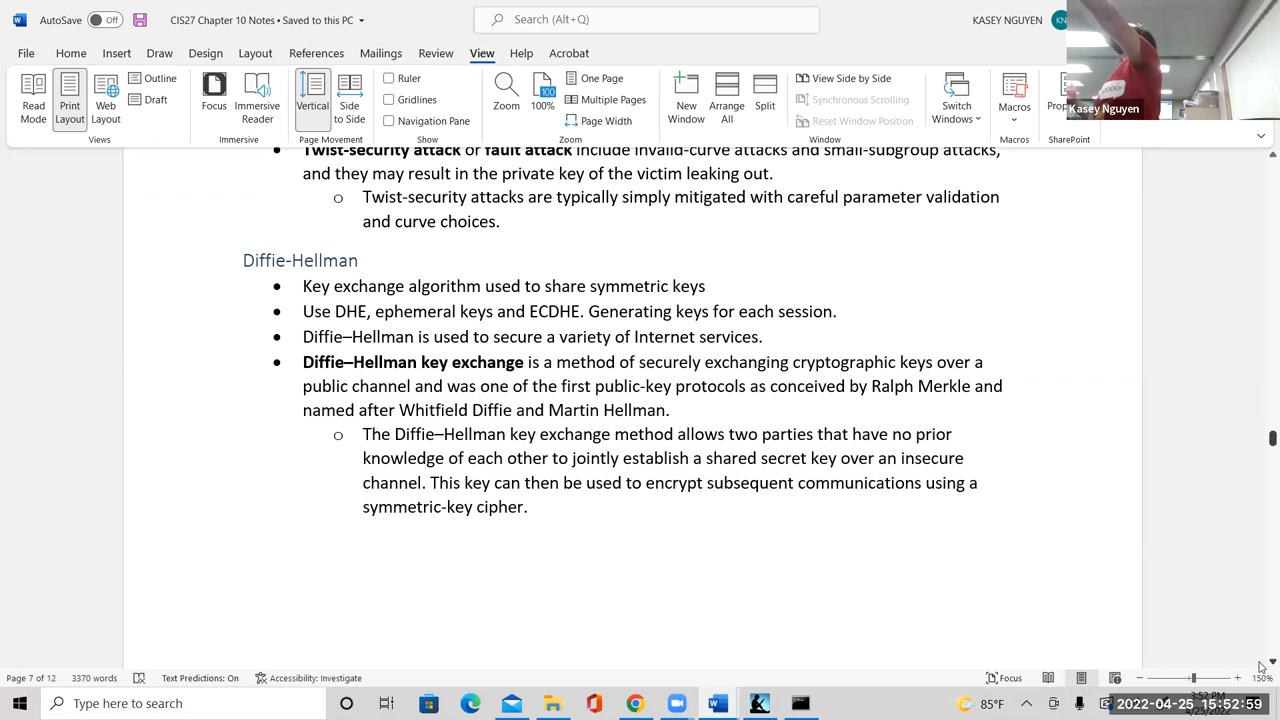 AutoSave Off CIS27 Chapter 10 Notes • Saved to this PC Search (Alt+Q) KASEY NGUYEN KN
File Home Insert Draw Design Layout References Mailings Review View Help Acrobat
Read Mode Print Layout Web Layout Outline Draft Views
Focus Immersive Reader Immersive
Vertical Side to Side Page Movement
Ruler Gridlines Navigation Pane Show
Zoom 100% One Page Multiple Pages Page Width Zoom
New Window Arrange All Split View Side by Side Synchronous Scrolling Reset Window Position Switch Windows Window
Macros Macros
SharePoint
Kasey Nguyen
• Twist-security attack or fault attack include invalid-curve attacks and small-subgroup attacks,
and they may result in the private key of the victim leaking out.
o Twist-security attacks are typically simply mitigated with careful parameter validation
and curve choices.
Diffie-Hellman
• Key exchange algorithm used to share symmetric keys
• Use DHE, ephemeral keys and ECDHE. Generating keys for each session.
• Diffie–Hellman is used to secure a variety of Internet services.
• Diffie–Hellman key exchange is a method of securely exchanging cryptographic keys over a
public channel and was one of the first public-key protocols as conceived by Ralph Merkle and
named after Whitfield Diffie and Martin Hellman.
o The Diffie–Hellman key exchange method allows two parties that have no prior
knowledge of each other to jointly establish a shared secret key over an insecure
channel. This key can then be used to encrypt subsequent communications using a
symmetric-key cipher.
Page 7 of 12 3370 words Text Predictions: On Accessibility: Investigate Focus 150%
Type here to search 85°F 3:52 PM
2022-04-25 15:52:59